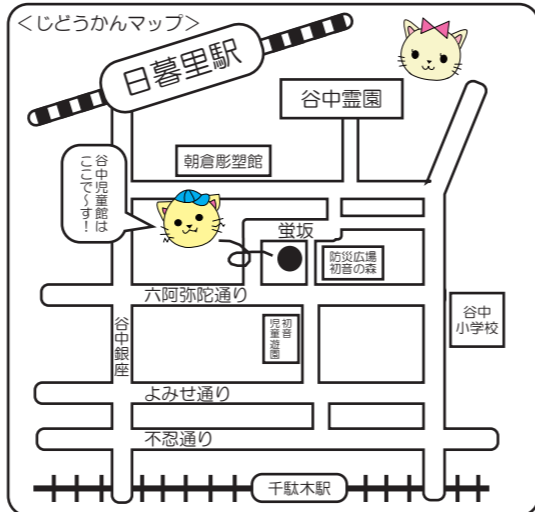 <じどうかんマップ>
日暮里駅
谷中霊園
朝倉彫塑館
谷中児童館は
ここで〜す!
蛍坂
防災広場
初音の森
六阿弥陀通り
谷中
小学校
初音
児童遊園
谷中銀座
よみせ通り
不忍通り
千駄木駅